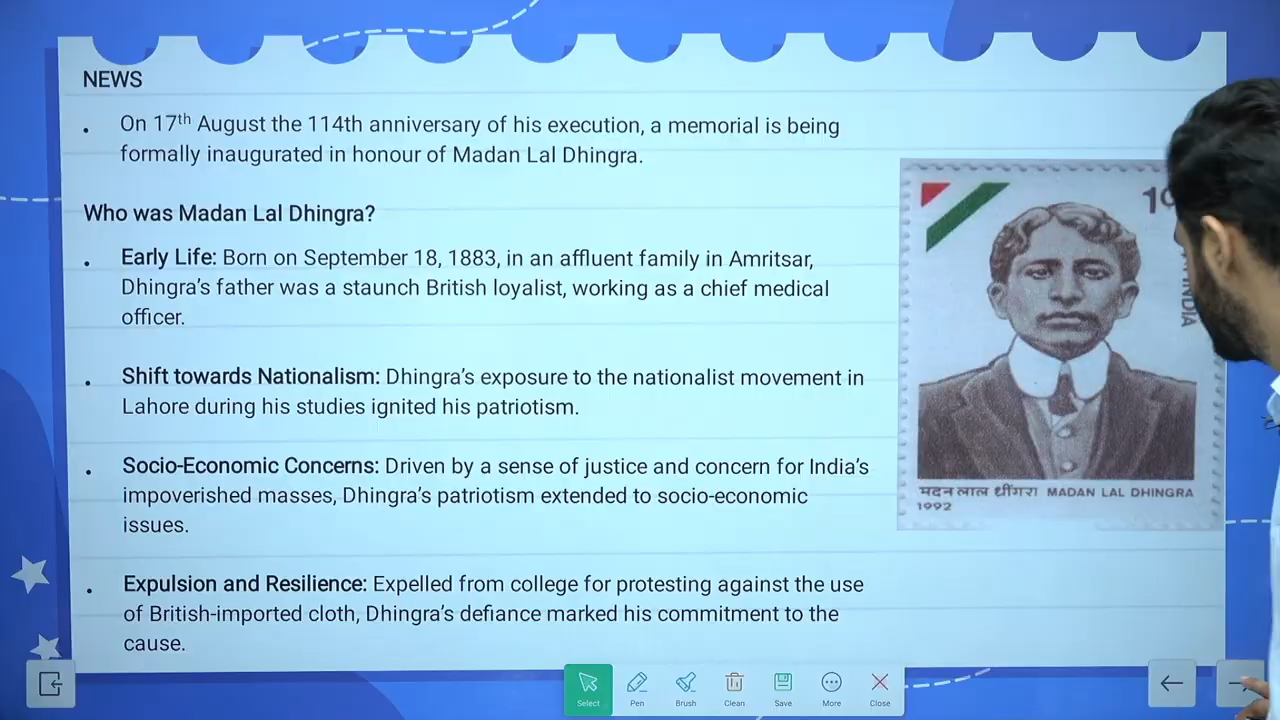 NEWS
. On 17th August the 114th anniversary of his execution, a memorial is being
formally inaugurated in honour of Madan Lal Dhingra.
Who was Madan Lal Dhingra?
. Early Life: Born on September 18, 1883, in an affluent family in Amritsar,
Dhingra's father was a staunch British loyalist, working as a chief medical
officer.
. Shift towards Nationalism: Dhingra's exposure to the nationalist movement in
Lahore during his studies ignited his patriotism.
. Socio-Economic Concerns: Driven by a sense of justice and concern for India's
impoverished masses, Dhingra's patriotism extended to socio-economic
issues.
. Expulsion and Resilience: Expelled from college for protesting against the use
of British-imported cloth, Dhingra's defiance marked his commitment to the
cause.
INDIA
मदन लाल धींगरा MADAN LAL DHINGRA
1992
Select Pen Brush Clean Save More Close